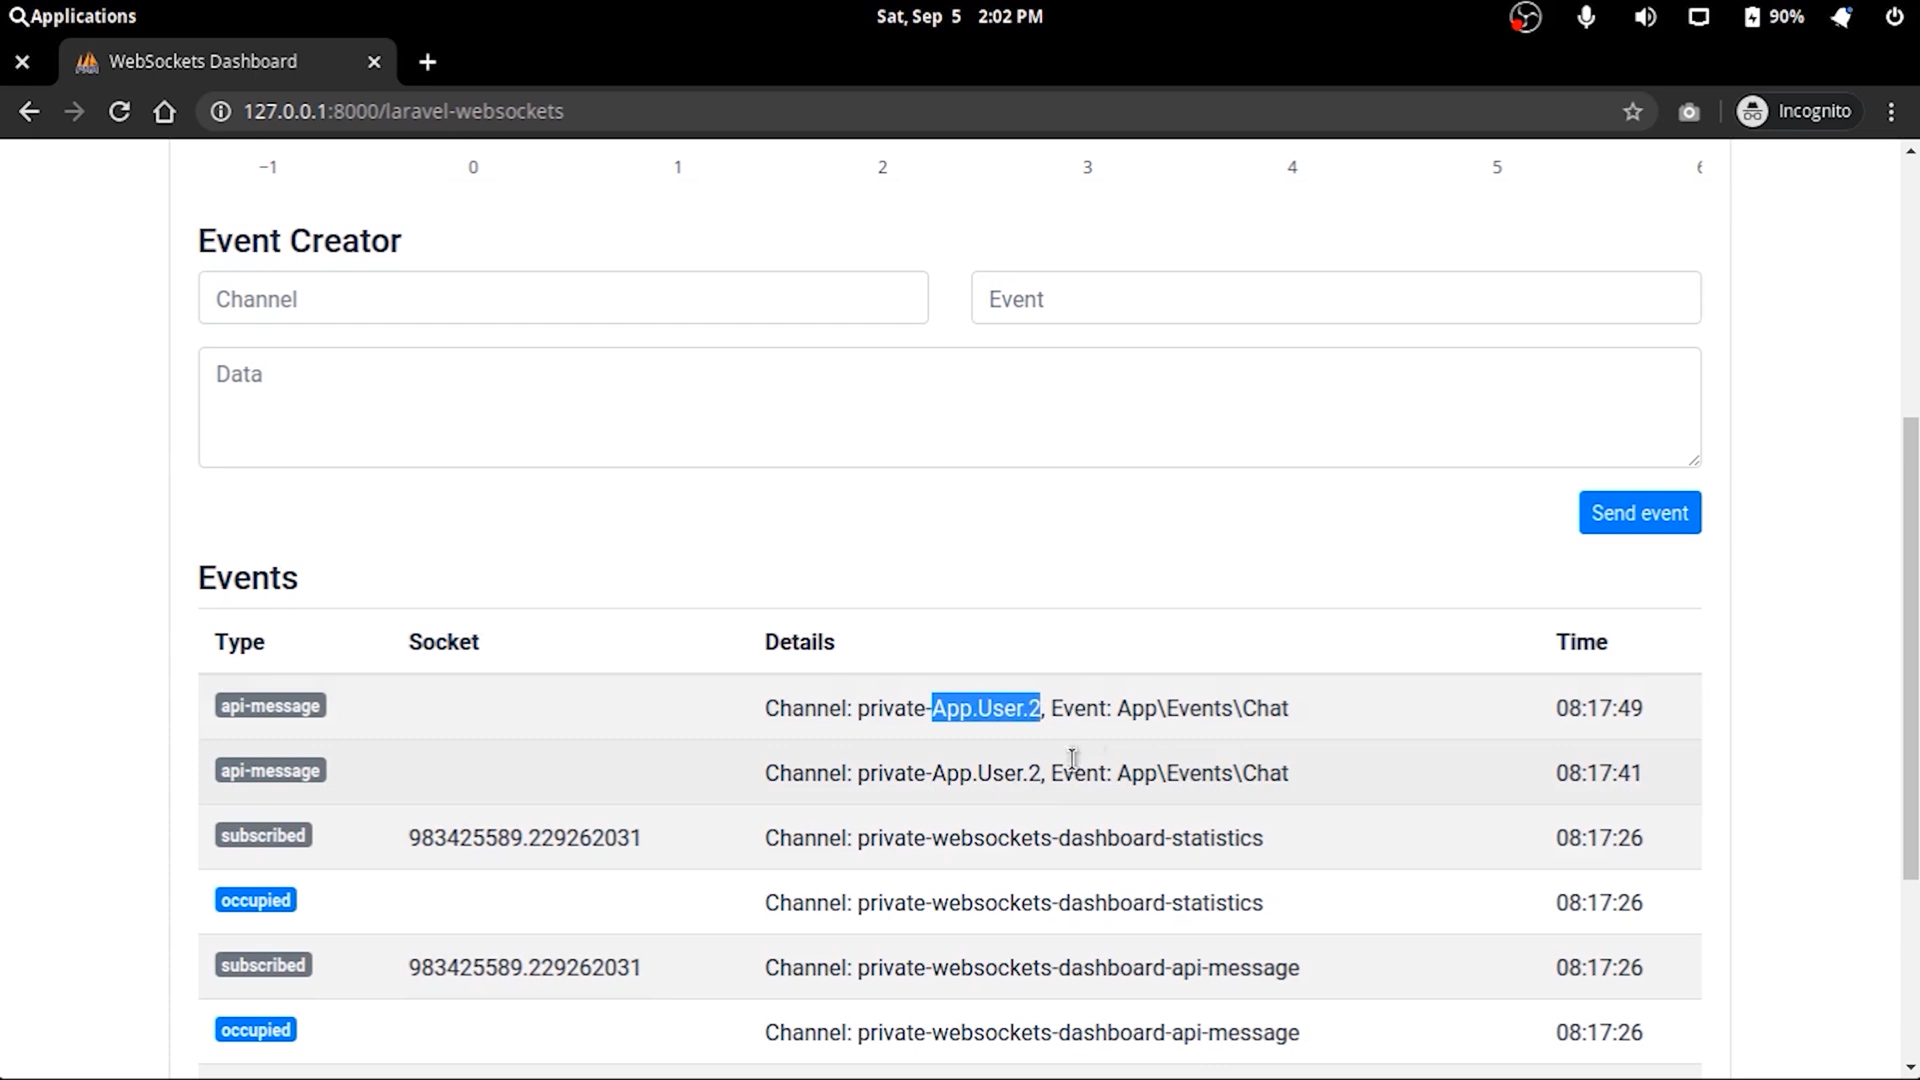 Applications
Sat, Sep 5 2:02 PM
90%
WebSockets Dashboard
127.0.0.1:8000/laravel-websockets
Incognito
−1 0 1 2 3 4 5 6
Event Creator
Channel
Event
Data
Send event
Events
Type Socket Details Time
api-message Channel: private-App.User.2, Event: App\Events\Chat 08:17:49
api-message Channel: private-App.User.2, Event: App\Events\Chat 08:17:41
subscribed 983425589.229262031 Channel: private-websockets-dashboard-statistics 08:17:26
occupied Channel: private-websockets-dashboard-statistics 08:17:26
subscribed 983425589.229262031 Channel: private-websockets-dashboard-api-message 08:17:26
occupied Channel: private-websockets-dashboard-api-message 08:17:26